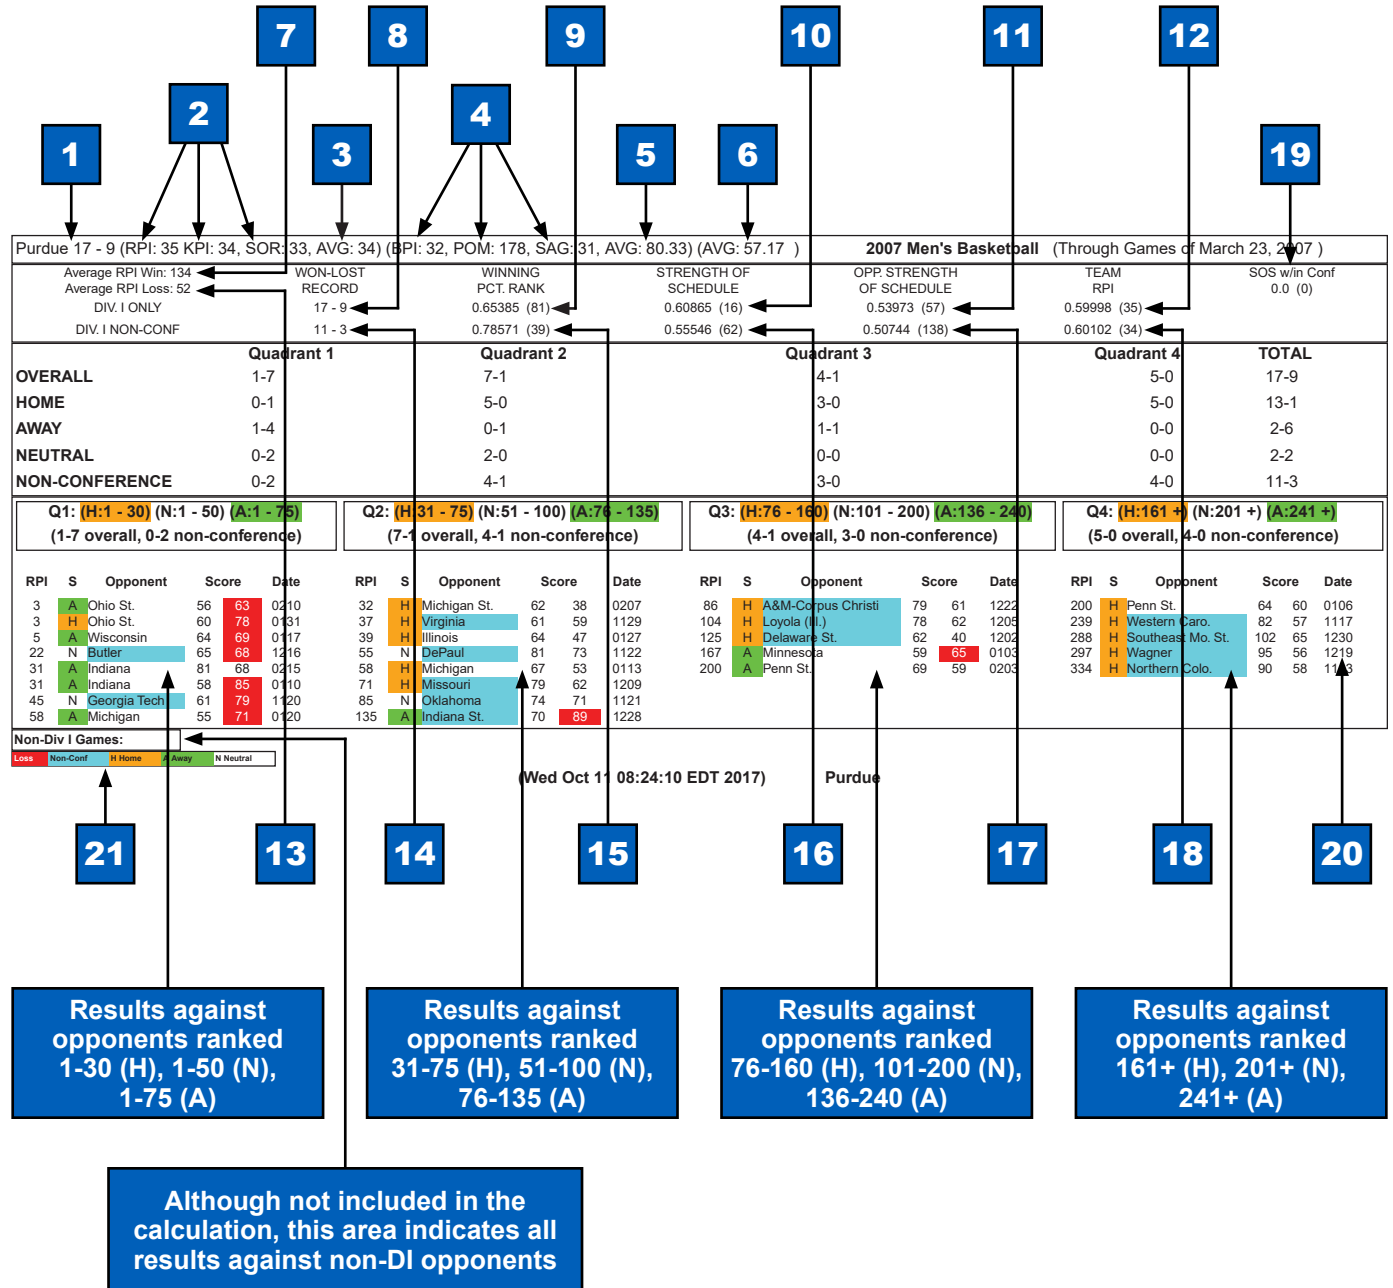 7 8 9 10 11 12
2 4
1 3 5 6 19
Purdue 17 - 9 (RPI: 35 KPI: 34, SOR: 33, AVG: 34) (BPI: 32, POM: 178, SAG: 31, AVG: 80.33) (AVG: 57.17 ) 2007 Men's Basketball (Through Games of March 23, 2007 )
Average RPI Win: 134 WON-LOST WINNING STRENGTH OF OPP. STRENGTH TEAM SOS w/in Conf
Average RPI Loss: 52 RECORD PCT. RANK SCHEDULE OF SCHEDULE RPI 0.0 (0)
DIV. I ONLY 17 - 9 0.65385 (81) 0.60865 (16) 0.53973 (57) 0.59998 (35)
DIV. I NON-CONF 11 - 3 0.78571 (39) 0.55546 (62) 0.50744 (138) 0.60102 (34)
Quadrant 1 Quadrant 2 Quadrant 3 Quadrant 4 TOTAL
OVERALL 1-7 7-1 4-1 5-0 17-9
HOME 0-1 5-0 3-0 5-0 13-1
AWAY 1-4 0-1 1-1 0-0 2-6
NEUTRAL 0-2 2-0 0-0 0-0 2-2
NON-CONFERENCE 0-2 4-1 3-0 4-0 11-3
Q1: (H:1 - 30) (N:1 - 50) (A:1 - 75) Q2: (H:31 - 75) (N:51 - 100) (A:76 - 135) Q3: (H:76 - 160) (N:101 - 200) (A:136 - 240) Q4: (H:161 +) (N:201 +) (A:241 +)
(1-7 overall, 0-2 non-conference) (7-1 overall, 4-1 non-conference) (4-1 overall, 3-0 non-conference) (5-0 overall, 4-0 non-conference)
RPI S Opponent Score Date RPI S Opponent Score Date RPI S Opponent Score Date RPI S Opponent Score Date
3 A Ohio St. 56 63 0210 32 H Michigan St. 62 38 0207 86 H A&M-Corpus Christi 79 61 1222 200 H Penn St. 64 60 0106
3 H Ohio St. 60 78 0131 37 H Virginia 61 59 1129 104 H Loyola (Ill.) 78 62 1205 239 H Western Caro. 82 57 1117
5 A Wisconsin 64 69 0117 39 H Illinois 64 47 0127 125 H Delaware St. 62 40 1202 288 H Southeast Mo. St. 102 65 1230
22 N Butler 65 68 1216 55 N DePaul 81 73 1122 167 A Minnesota 59 65 0103 297 H Wagner 95 56 1219
31 A Indiana 81 68 0215 58 H Michigan 67 53 0113 200 A Penn St. 69 59 0203 334 H Northern Colo. 90 58
31 A Indiana 58 85 0110 71 H Missouri 79 62 1209
45 N Georgia Tech 61 79 1120 85 N Oklahoma 74 71 1121
58 A Michigan 55 71 0120 135 A Indiana St. 70 89 1228
Non-Div I Games:
Loss Non-Conf H Home A Away N Neutral
(Wed Oct 11 08:24:10 EDT 2017) Purdue
21 13 14 15 16 17 18 20
Results against Results against Results against Results against
opponents ranked opponents ranked opponents ranked opponents ranked
1-30 (H), 1-50 (N), 31-75 (H), 51-100 (N), 76-160 (H), 101-200 (N), 161+ (H), 201+ (N),
1-75 (A) 76-135 (A) 136-240 (A) 241+ (A)
Although not included in the
calculation, this area indicates all
results against non-DI opponents